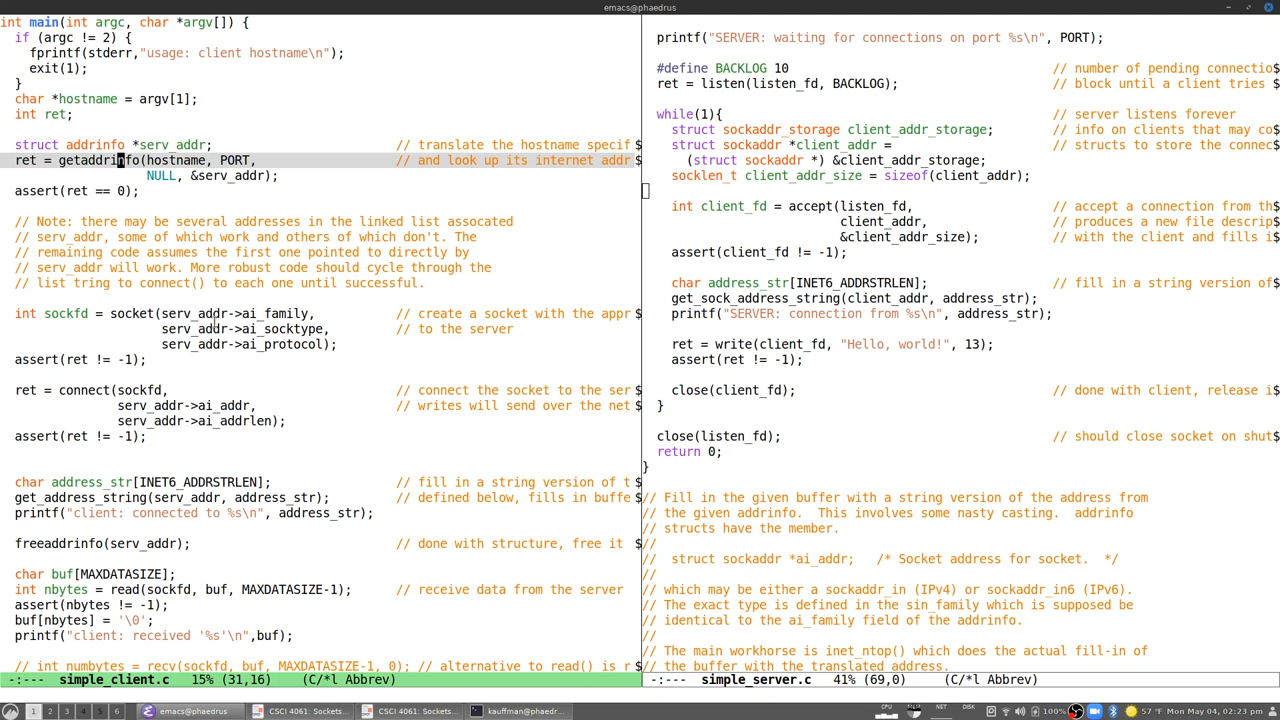 emacs@phaedrus
int main(int argc, char *argv[]) {
if (argc != 2) {
fprintf(stderr,"usage: client hostname\n");
exit(1);
}
char *hostname = argv[1];
int ret;
struct addrinfo *serv_addr; // translate the hostname specif$
ret = getaddrinfo(hostname, PORT, // and look up its internet addr$
NULL, &serv_addr);
assert(ret == 0);
// Note: there may be several addresses in the linked list assocated
// serv_addr, some of which work and others of which don't. The
// remaining code assumes the first one pointed to directly by
// serv_addr will work. More robust code should cycle through the
// list tring to connect() to each one until successful.
int sockfd = socket(serv_addr->ai_family, // create a socket with the appr$
serv_addr->ai_socktype, // to the server
serv_addr->ai_protocol);
assert(ret != -1);
ret = connect(sockfd, // connect the socket to the ser$
serv_addr->ai_addr, // writes will send over the net$
serv_addr->ai_addrlen);
assert(ret != -1);
char address_str[INET6_ADDRSTRLEN]; // fill in a string version of t$
get_address_string(serv_addr, address_str); // defined below, fills in buffe$
printf("client: connected to %s\n", address_str);
freeaddrinfo(serv_addr); // done with structure, free it $
char buf[MAXDATASIZE];
int nbytes = read(sockfd, buf, MAXDATASIZE-1); // receive data from the server $
assert(nbytes != -1);
buf[nbytes] = '\0';
printf("client: received '%s'\n",buf);
// int numbytes = recv(sockfd, buf, MAXDATASIZE-1, 0); // alternative to read() is r$
-:--- simple_client.c 15% (31,16) (C/*l Abbrev)
printf("SERVER: waiting for connections on port %s\n", PORT);
#define BACKLOG 10 // number of pending connectio$
ret = listen(listen_fd, BACKLOG); // block until a client tries $
while(1){ // server listens forever
struct sockaddr_storage client_addr_storage; // info on clients that may co$
struct sockaddr *client_addr = // structs to store the connec$
(struct sockaddr *) &client_addr_storage;
socklen_t client_addr_size = sizeof(client_addr);
int client_fd = accept(listen_fd, // accept a connection from th$
client_addr, // produces a new file descrip$
&client_addr_size); // with the client and fills i$
assert(client_fd != -1);
char address_str[INET6_ADDRSTRLEN]; // fill in a string version of$
get_sock_address_string(client_addr, address_str);
printf("SERVER: connection from %s\n", address_str);
ret = write(client_fd, "Hello, world!", 13);
assert(ret != -1);
close(client_fd); // done with client, release i$
}
close(listen_fd); // should close socket on shut$
return 0;
}
// Fill in the given buffer with a string version of the address from
// the given addrinfo. This involves some nasty casting. addrinfo
// structs have the member.
//
// struct sockaddr *ai_addr; /* Socket address for socket. */
//
// which may be either a sockaddr_in (IPv4) or sockaddr_in6 (IPv6).
// The exact type is defined in the sin_family which is supposed be
// identical to the ai_family field of the addrinfo.
//
// The main workhorse is inet_ntop() which does the actual fill-in of
// the buffer with the translated address.
-:--- simple_server.c 41% (69,0) (C/*l Abbrev)
1 2 3 4 5 6 emacs@phaedrus CSCI 4061: Sockets... CSCI 4061: Sockets... kauffman@phaedr... CPU MEM NET DISK 100% 57 °F Mon May 04, 02:23 pm